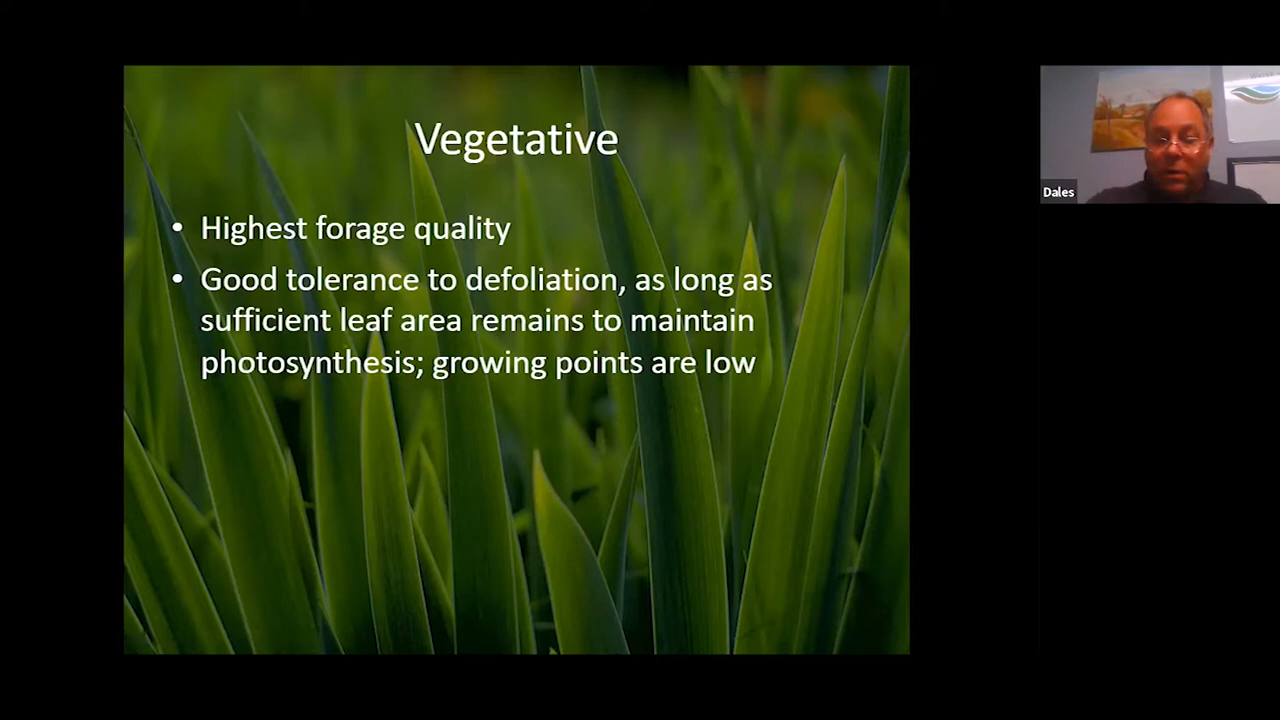 Vegetative
• Highest forage quality
• Good tolerance to defoliation, as long as
sufficient leaf area remains to maintain
photosynthesis; growing points are low
Dales